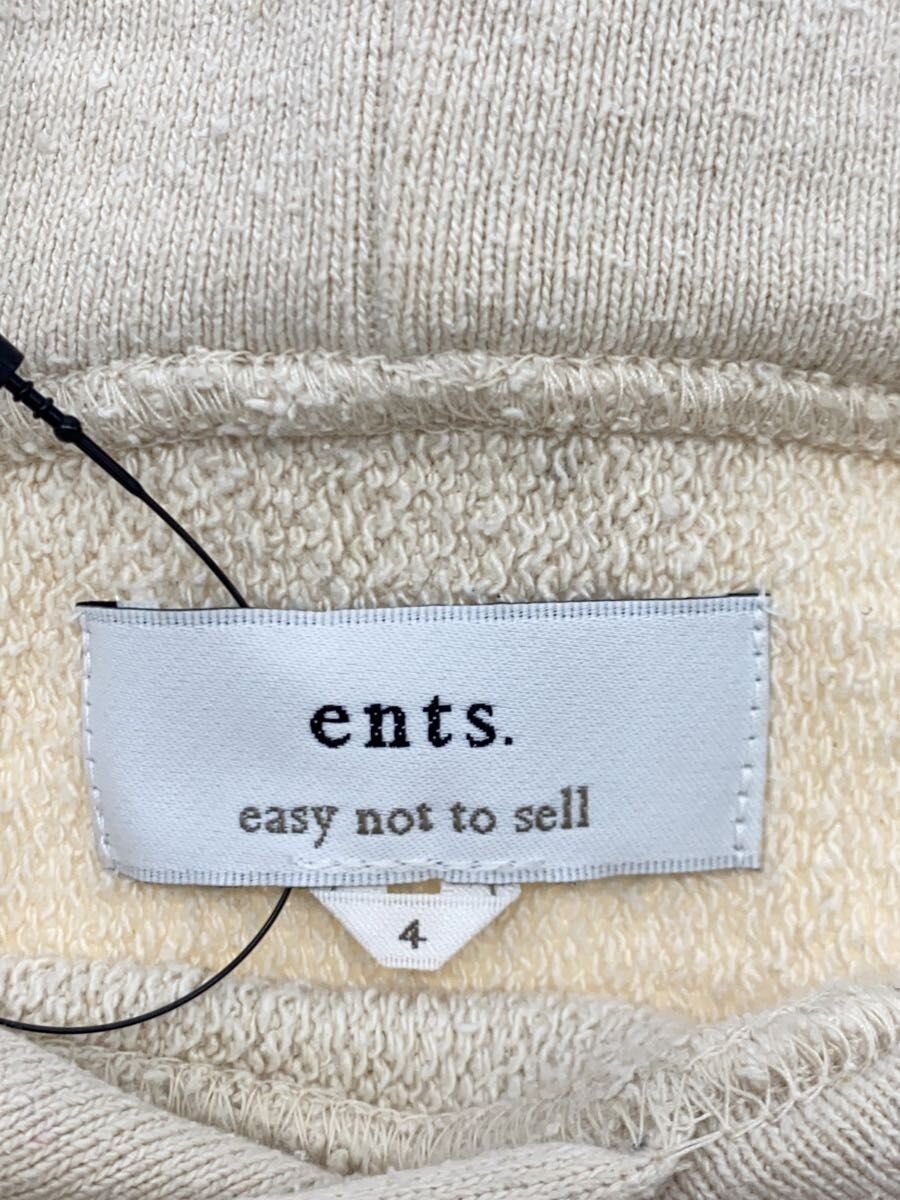 ents.
easy not to sell
4